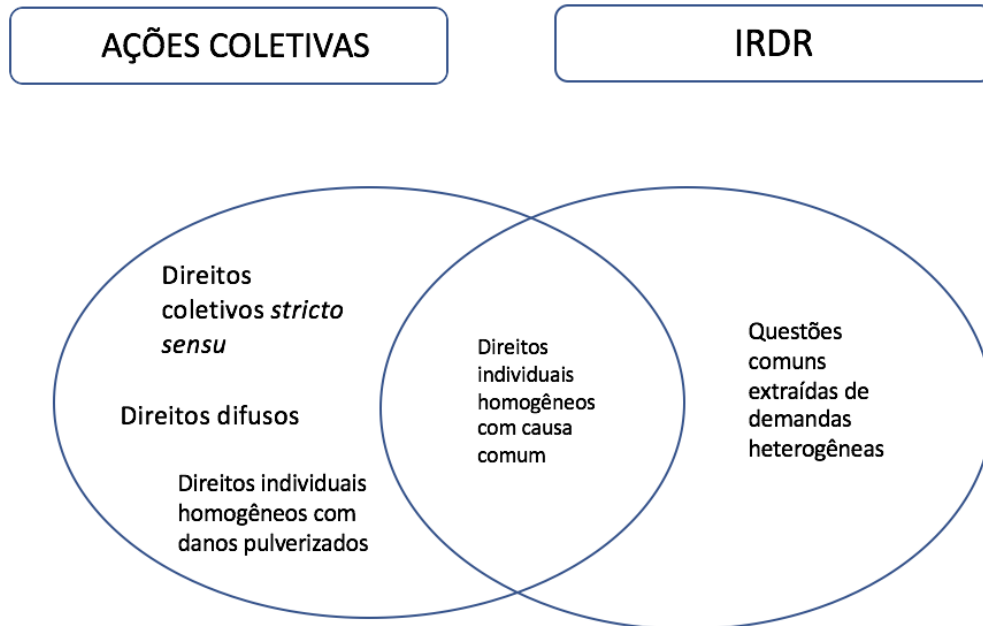 AÇÕES COLETIVAS
IRDR
Direitos
coletivos stricto
sensu
Direitos difusos
Direitos individuais
homogêneos com
danos pulverizados
Direitos
individuais
homogêneos
com causa
comum
Questões
comuns
extraídas de
demandas
heterogêneas